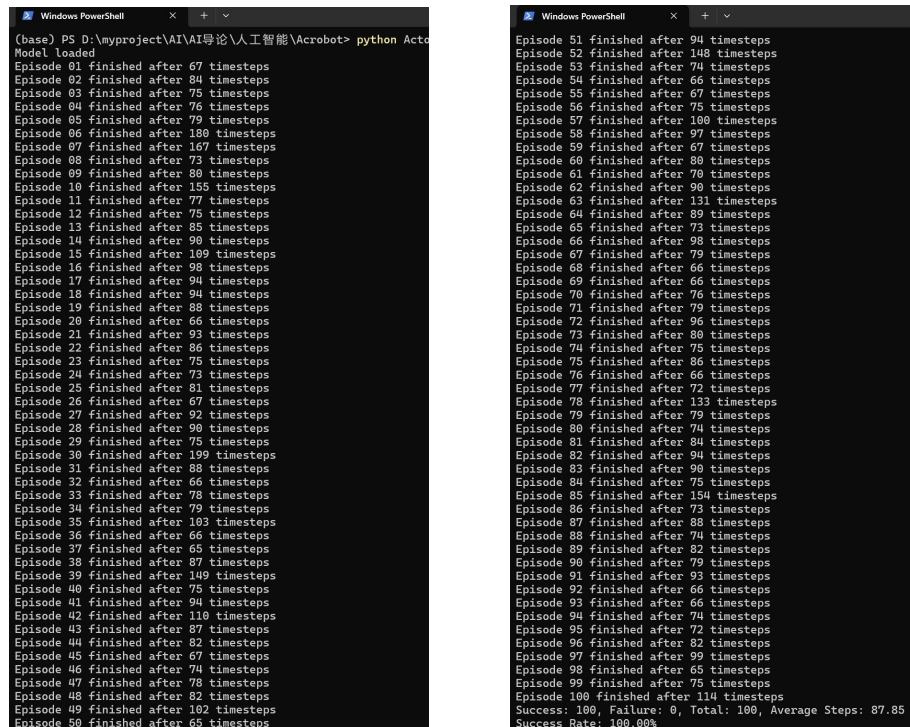 Windows PowerShell
(base) PS D:\myproject\AI\AI导论\人工智能\Acrobot> python Acto
Model loaded
Episode 01 finished after 67 timesteps
Episode 02 finished after 84 timesteps
Episode 03 finished after 75 timesteps
Episode 04 finished after 76 timesteps
Episode 05 finished after 79 timesteps
Episode 06 finished after 180 timesteps
Episode 07 finished after 167 timesteps
Episode 08 finished after 73 timesteps
Episode 09 finished after 80 timesteps
Episode 10 finished after 155 timesteps
Episode 11 finished after 77 timesteps
Episode 12 finished after 75 timesteps
Episode 13 finished after 85 timesteps
Episode 14 finished after 90 timesteps
Episode 15 finished after 109 timesteps
Episode 16 finished after 98 timesteps
Episode 17 finished after 94 timesteps
Episode 18 finished after 94 timesteps
Episode 19 finished after 88 timesteps
Episode 20 finished after 66 timesteps
Episode 21 finished after 93 timesteps
Episode 22 finished after 86 timesteps
Episode 23 finished after 75 timesteps
Episode 24 finished after 73 timesteps
Episode 25 finished after 81 timesteps
Episode 26 finished after 67 timesteps
Episode 27 finished after 92 timesteps
Episode 28 finished after 90 timesteps
Episode 29 finished after 75 timesteps
Episode 30 finished after 199 timesteps
Episode 31 finished after 88 timesteps
Episode 32 finished after 66 timesteps
Episode 33 finished after 78 timesteps
Episode 34 finished after 79 timesteps
Episode 35 finished after 103 timesteps
Episode 36 finished after 66 timesteps
Episode 37 finished after 65 timesteps
Episode 38 finished after 87 timesteps
Episode 39 finished after 149 timesteps
Episode 40 finished after 75 timesteps
Episode 41 finished after 94 timesteps
Episode 42 finished after 110 timesteps
Episode 43 finished after 87 timesteps
Episode 44 finished after 82 timesteps
Episode 45 finished after 67 timesteps
Episode 46 finished after 74 timesteps
Episode 47 finished after 78 timesteps
Episode 48 finished after 82 timesteps
Episode 49 finished after 102 timesteps
Episode 50 finished after 65 timesteps
Windows PowerShell
Episode 51 finished after 94 timesteps
Episode 52 finished after 148 timesteps
Episode 53 finished after 74 timesteps
Episode 54 finished after 66 timesteps
Episode 55 finished after 67 timesteps
Episode 56 finished after 75 timesteps
Episode 57 finished after 100 timesteps
Episode 58 finished after 97 timesteps
Episode 59 finished after 67 timesteps
Episode 60 finished after 80 timesteps
Episode 61 finished after 70 timesteps
Episode 62 finished after 90 timesteps
Episode 63 finished after 131 timesteps
Episode 64 finished after 89 timesteps
Episode 65 finished after 73 timesteps
Episode 66 finished after 98 timesteps
Episode 67 finished after 79 timesteps
Episode 68 finished after 66 timesteps
Episode 69 finished after 66 timesteps
Episode 70 finished after 76 timesteps
Episode 71 finished after 79 timesteps
Episode 72 finished after 96 timesteps
Episode 73 finished after 80 timesteps
Episode 74 finished after 75 timesteps
Episode 75 finished after 86 timesteps
Episode 76 finished after 66 timesteps
Episode 77 finished after 72 timesteps
Episode 78 finished after 133 timesteps
Episode 79 finished after 79 timesteps
Episode 80 finished after 74 timesteps
Episode 81 finished after 84 timesteps
Episode 82 finished after 94 timesteps
Episode 83 finished after 90 timesteps
Episode 84 finished after 75 timesteps
Episode 85 finished after 154 timesteps
Episode 86 finished after 73 timesteps
Episode 87 finished after 88 timesteps
Episode 88 finished after 74 timesteps
Episode 89 finished after 82 timesteps
Episode 90 finished after 79 timesteps
Episode 91 finished after 93 timesteps
Episode 92 finished after 66 timesteps
Episode 93 finished after 66 timesteps
Episode 94 finished after 74 timesteps
Episode 95 finished after 72 timesteps
Episode 96 finished after 82 timesteps
Episode 97 finished after 99 timesteps
Episode 98 finished after 65 timesteps
Episode 99 finished after 75 timesteps
Episode 100 finished after 114 timesteps
Success: 100, Failure: 0, Total: 100, Average Steps: 87.85
Success Rate: 100.00%